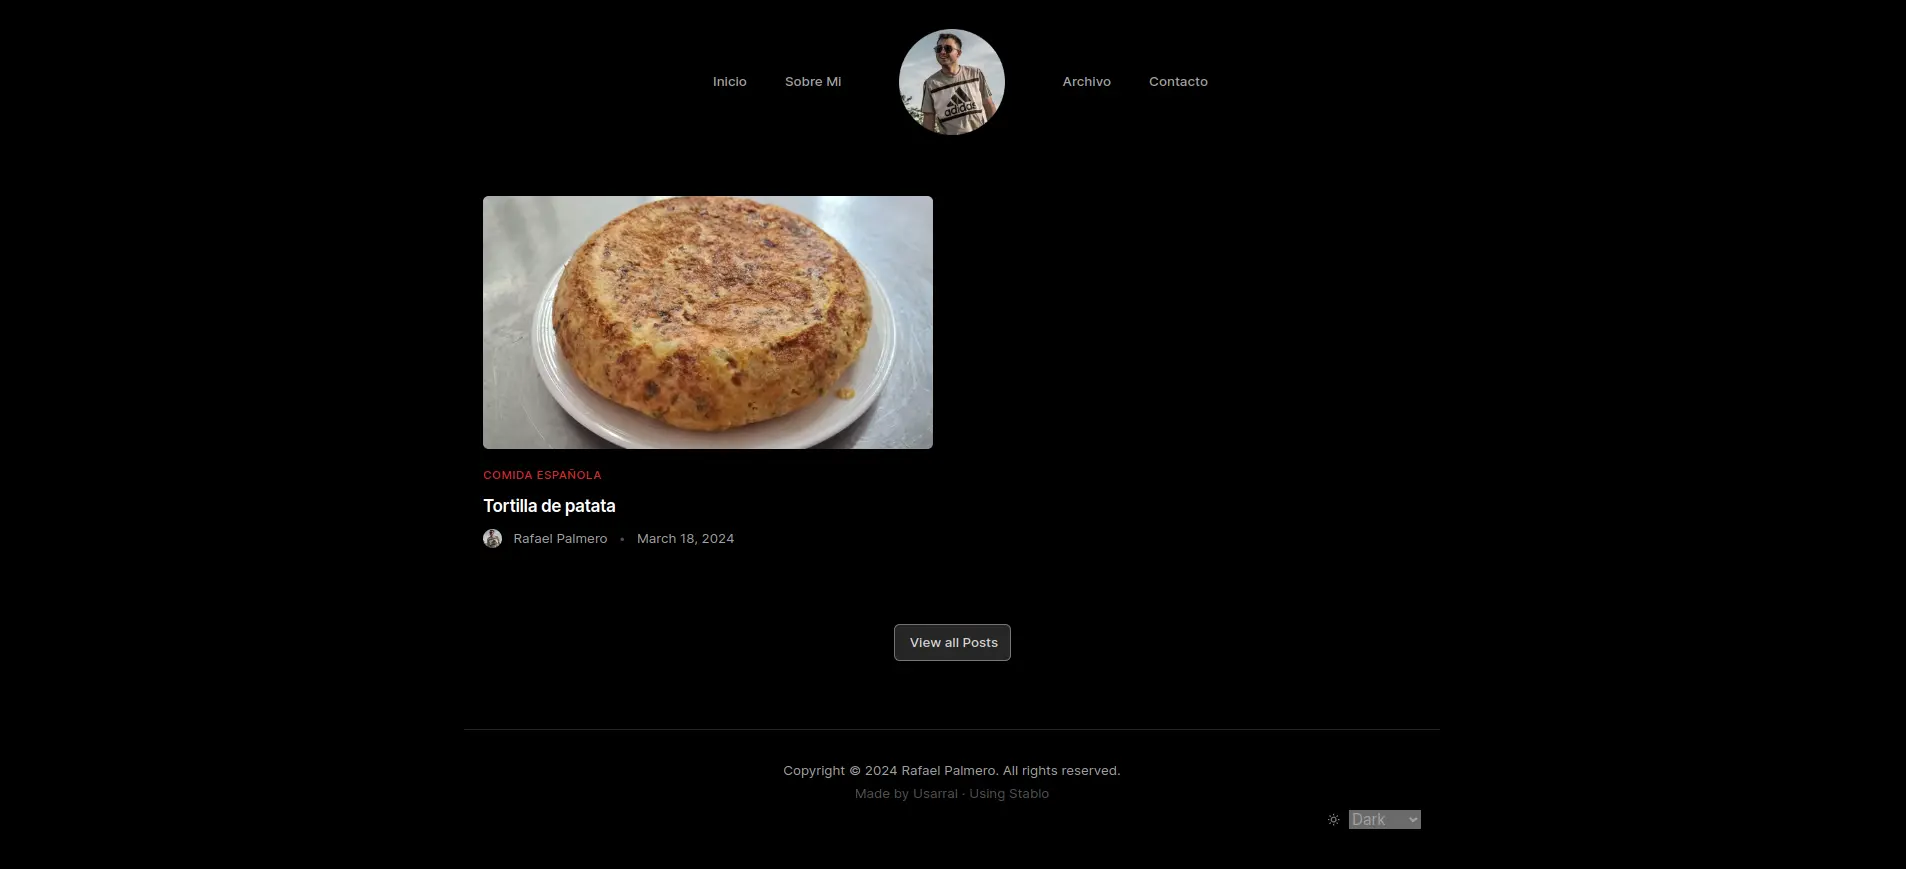 Inicio
Sobre Mi
adidas
Archivo
Contacto
COMIDA ESPAÑOLA
Tortilla de patata
Rafael Palmero • March 18, 2024
View all Posts
Copyright © 2024 Rafael Palmero. All rights reserved.
Made by Usarral · Using Stablo
Dark